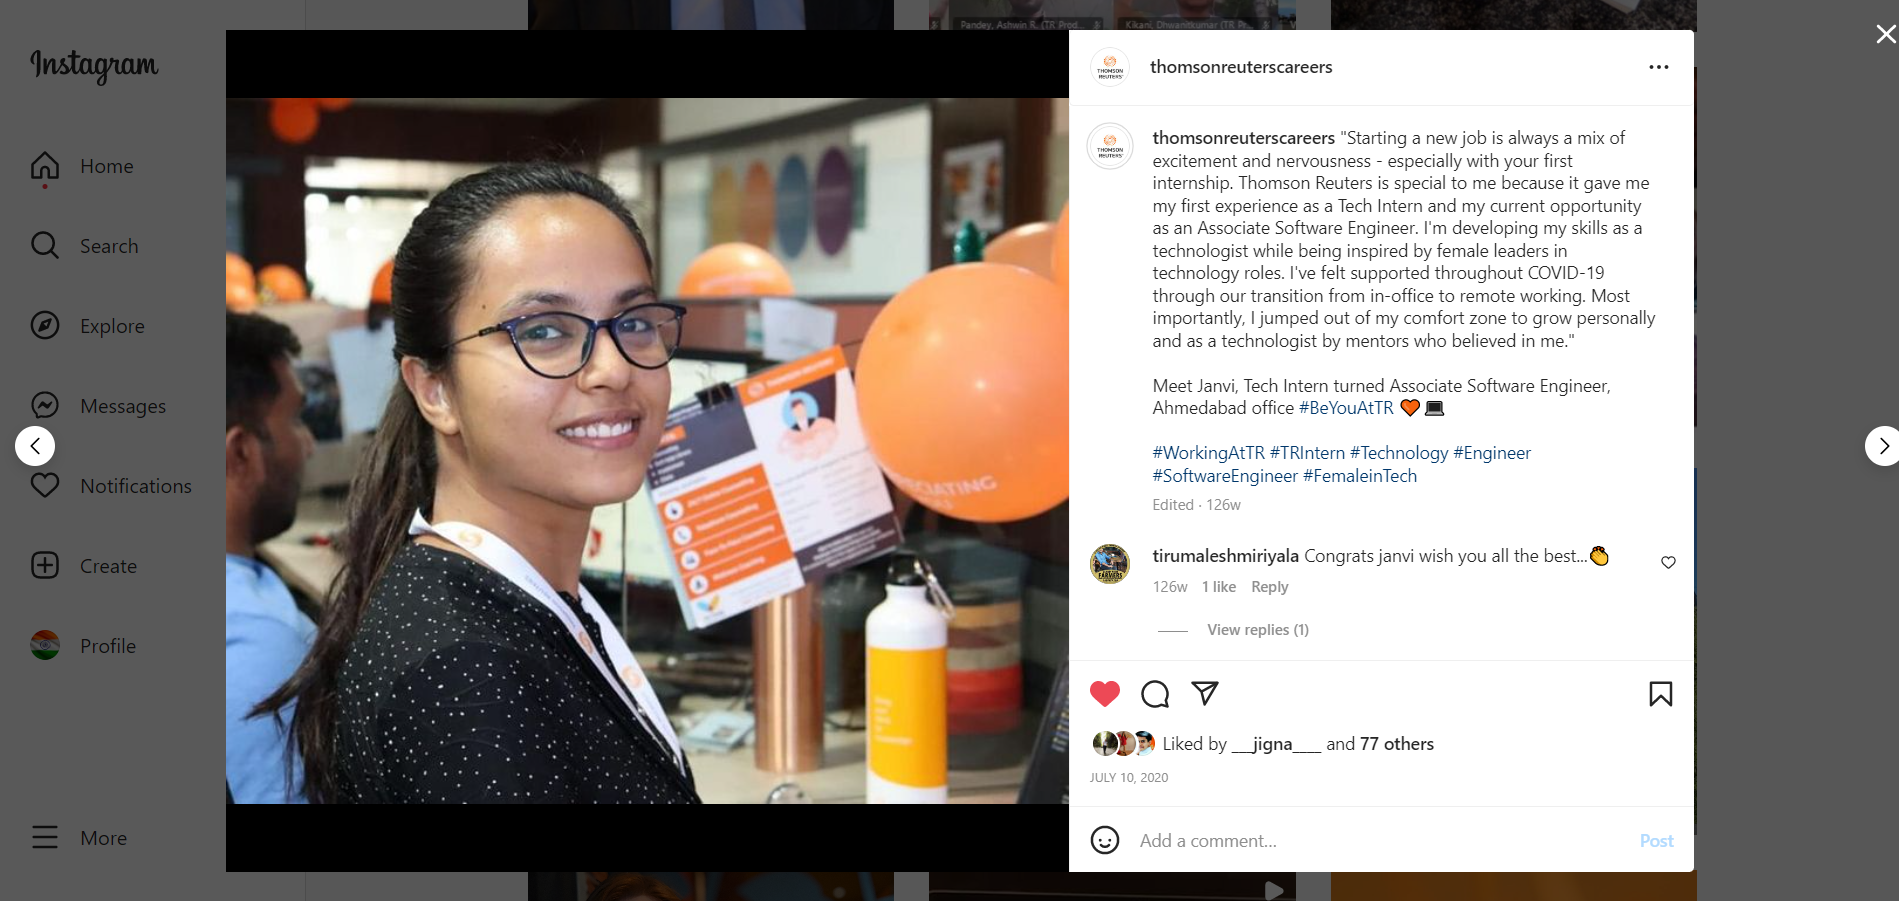 Instagram
Home
Search
Explore
Messages
Notifications
Create
Profile
More
Pandey, Ashwin R. (TR Prod...
Kikani, Dhwanitkumar (TR Pr...
THOMSON REUTERS
thomsonreuterscareers
THOMSON REUTERS
thomsonreuterscareers "Starting a new job is always a mix of
excitement and nervousness - especially with your first
internship. Thomson Reuters is special to me because it gave me
my first experience as a Tech Intern and my current opportunity
as an Associate Software Engineer. I'm developing my skills as a
technologist while being inspired by female leaders in
technology roles. I've felt supported throughout COVID-19
through our transition from in-office to remote working. Most
importantly, I jumped out of my comfort zone to grow personally
and as a technologist by mentors who believed in me."
Meet Janvi, Tech Intern turned Associate Software Engineer,
Ahmedabad office #BeYouAtTR 🧡💻
#WorkingAtTR #TRIntern #Technology #Engineer
#SoftwareEngineer #FemaleinTech
Edited · 126w
tirumaleshmiriyala Congrats janvi wish you all the best...👏
126w 1 like Reply
View replies (1)
Liked by ___jigna____ and 77 others
JULY 10, 2020
Add a comment...
Post